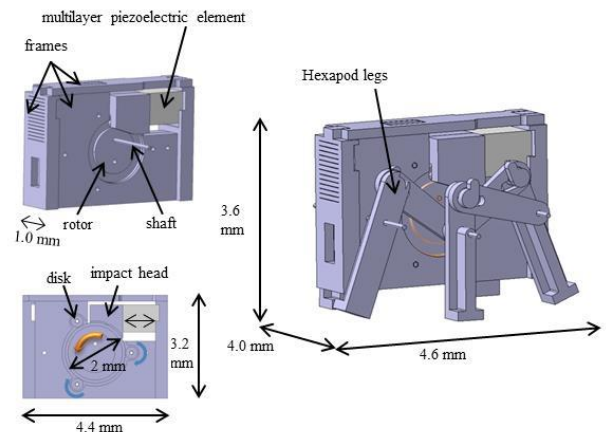 multilayer piezoelectric element
frames
rotor
shaft
1.0 mm
disk
impact head
2 mm
3.2
mm
4.4 mm
Hexapod legs
3.6
mm
4.0 mm
4.6 mm